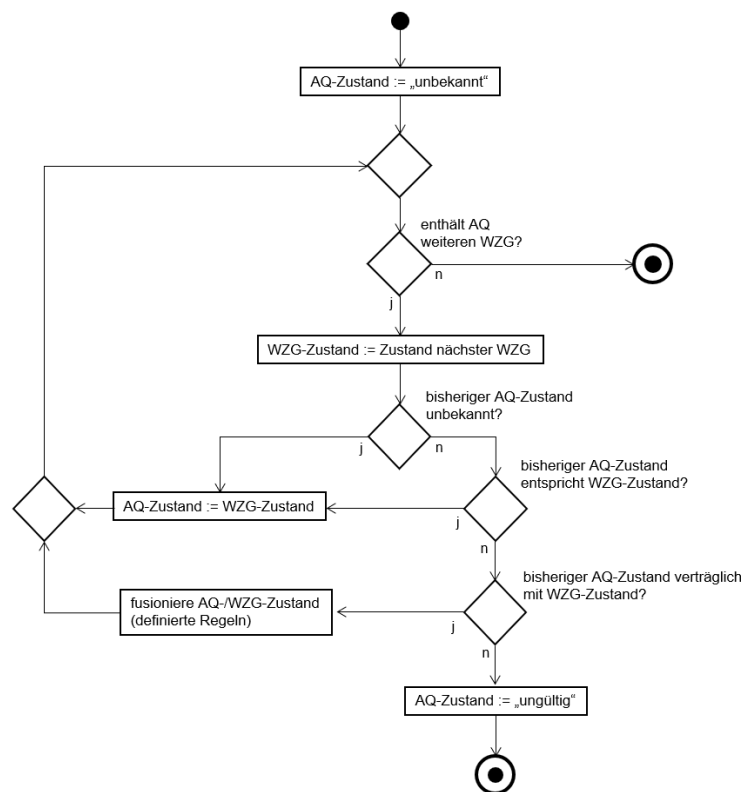 AQ-Zustand := „unbekannt“
enthält AQ
weiteren WZG?
n
j
WZG-Zustand := Zustand nächster WZG
bisheriger AQ-Zustand
unbekannt?
j
n
bisheriger AQ-Zustand
entspricht WZG-Zustand?
AQ-Zustand := WZG-Zustand
j
n
bisheriger AQ-Zustand verträglich
mit WZG-Zustand?
fusioniere AQ-/WZG-Zustand
(definierte Regeln)
j
n
AQ-Zustand := „ungültig“